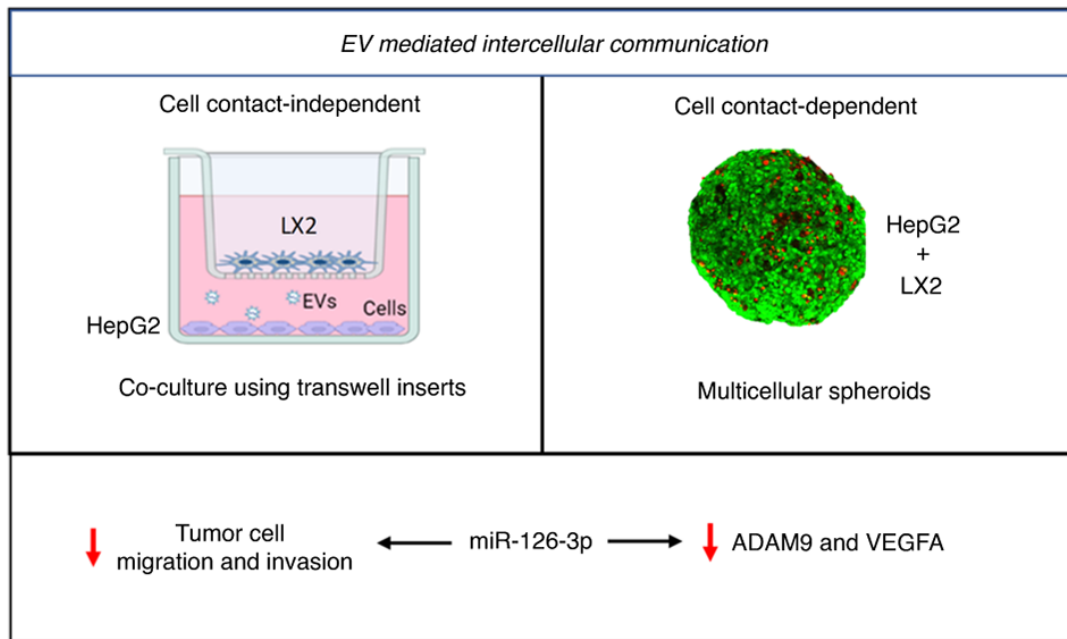 EV mediated intercellular communication
Cell contact-independent
LX2
EVs
Cells
HepG2
Co-culture using transwell inserts
Cell contact-dependent
HepG2
+
LX2
Multicellular spheroids
Tumor cell
migration and invasion
miR-126-3p
ADAM9 and VEGFA